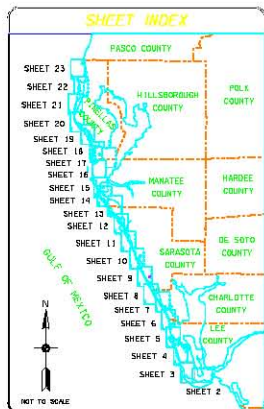 SHEET INDEX
PASCO COUNTY
SHEET 23
SHEET 22
SHEET 21
SHEET 20
SHEET 19
SHEET 18
SHEET 17
SHEET 16
SHEET 15
SHEET 14
SHEET 13
SHEET 12
SHEET 11
SHEET 10
SHEET 9
SHEET 8
SHEET 7
SHEET 6
SHEET 5
SHEET 4
SHEET 3
SHEET 2
PINELLAS
COUNTY
HILLSBOROUGH
COUNTY
POLK
COUNTY
MANATEE
COUNTY
HARDEE
COUNTY
SARASOTA
COUNTY
DE SOTO
COUNTY
CHARLOTTE
COUNTY
LEE
COUNTY
GULF OF MEXICO
N
NOT TO SCALE